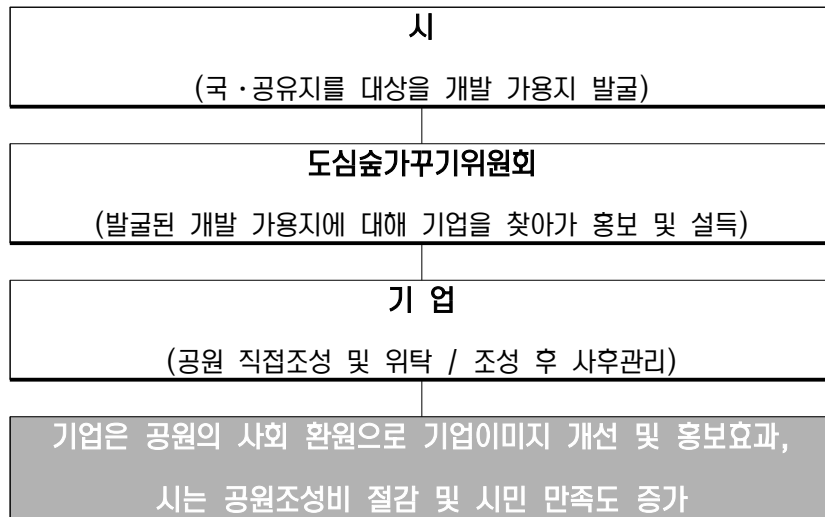 시
(국·공유지를 대상을 개발 가용지 발굴)
도심숲가꾸기위원회
(발굴된 개발 가용지에 대해 기업을 찾아가 홍보 및 설득)
기 업
(공원 직접조성 및 위탁 / 조성 후 사후관리)
기업은 공원의 사회 환원으로 기업이미지 개선 및 홍보효과,
시는 공원조성비 절감 및 시민 만족도 증가